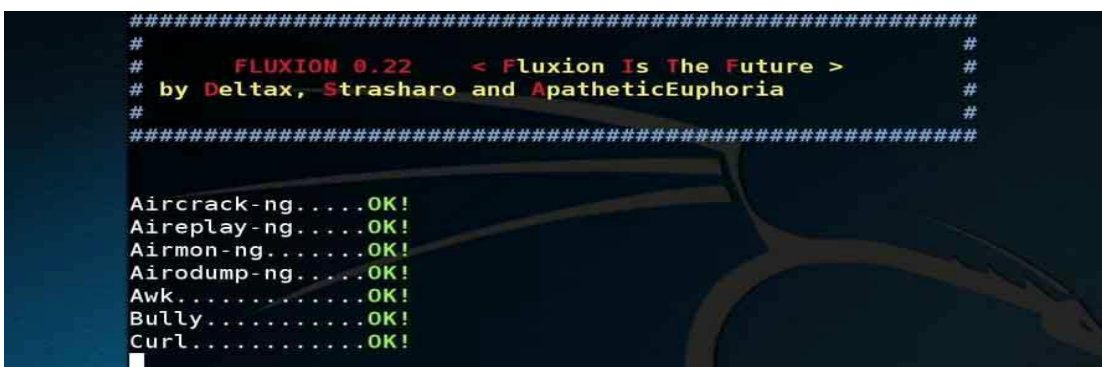 #########################################################
# #
# FLUXION 0.22 < Fluxion Is The Future > #
# by Deltax, Strasharo and ApatheticEuphoria #
# #
#########################################################
Aircrack-ng.....OK!
Aireplay-ng.....OK!
Airmon-ng.......OK!
Airodump-ng.....OK!
Awk.............OK!
Bully...........OK!
Curl............OK!